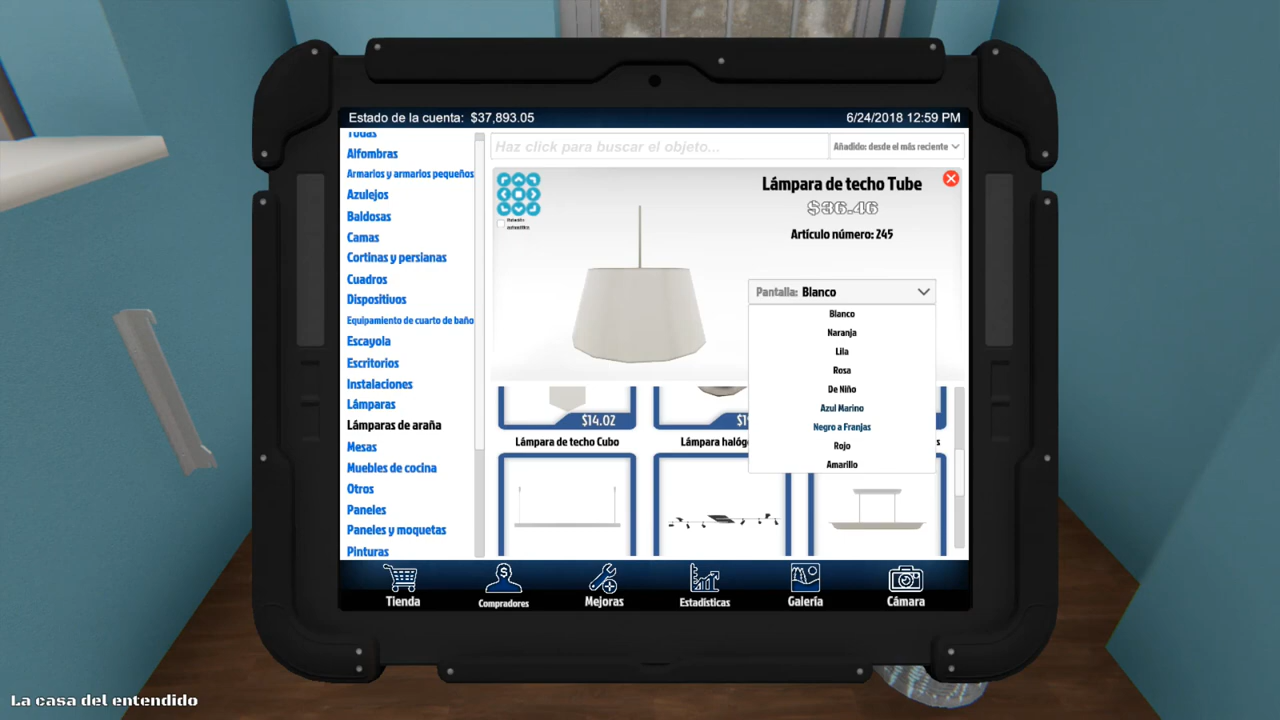 Estado de la cuenta: $37,893.05
6/24/2018 12:59 PM
Todas
Alfombras
Armarios y armarios pequeños
Azulejos
Baldosas
Camas
Cortinas y persianas
Cuadros
Dispositivos
Equipamiento de cuarto de baño
Escayola
Escritorios
Instalaciones
Lámparas
Lámparas de araña
Mesas
Muebles de cocina
Otros
Paneles
Paneles y moquetas
Pinturas
Haz click para buscar el objeto...
Añadido: desde el más reciente
Lámpara de techo Tube
$36.46
Artículo número: 245
Pantalla: Blanco
Blanco
Naranja
Lila
Rosa
De Niño
Azul Marino
Negro a Franjas
Rojo
Amarillo
$14.02
Lámpara de techo Cubo
Lámpara halóg
Tienda
Compradores
Mejoras
Estadísticas
Galería
Cámara
La casa del entendido